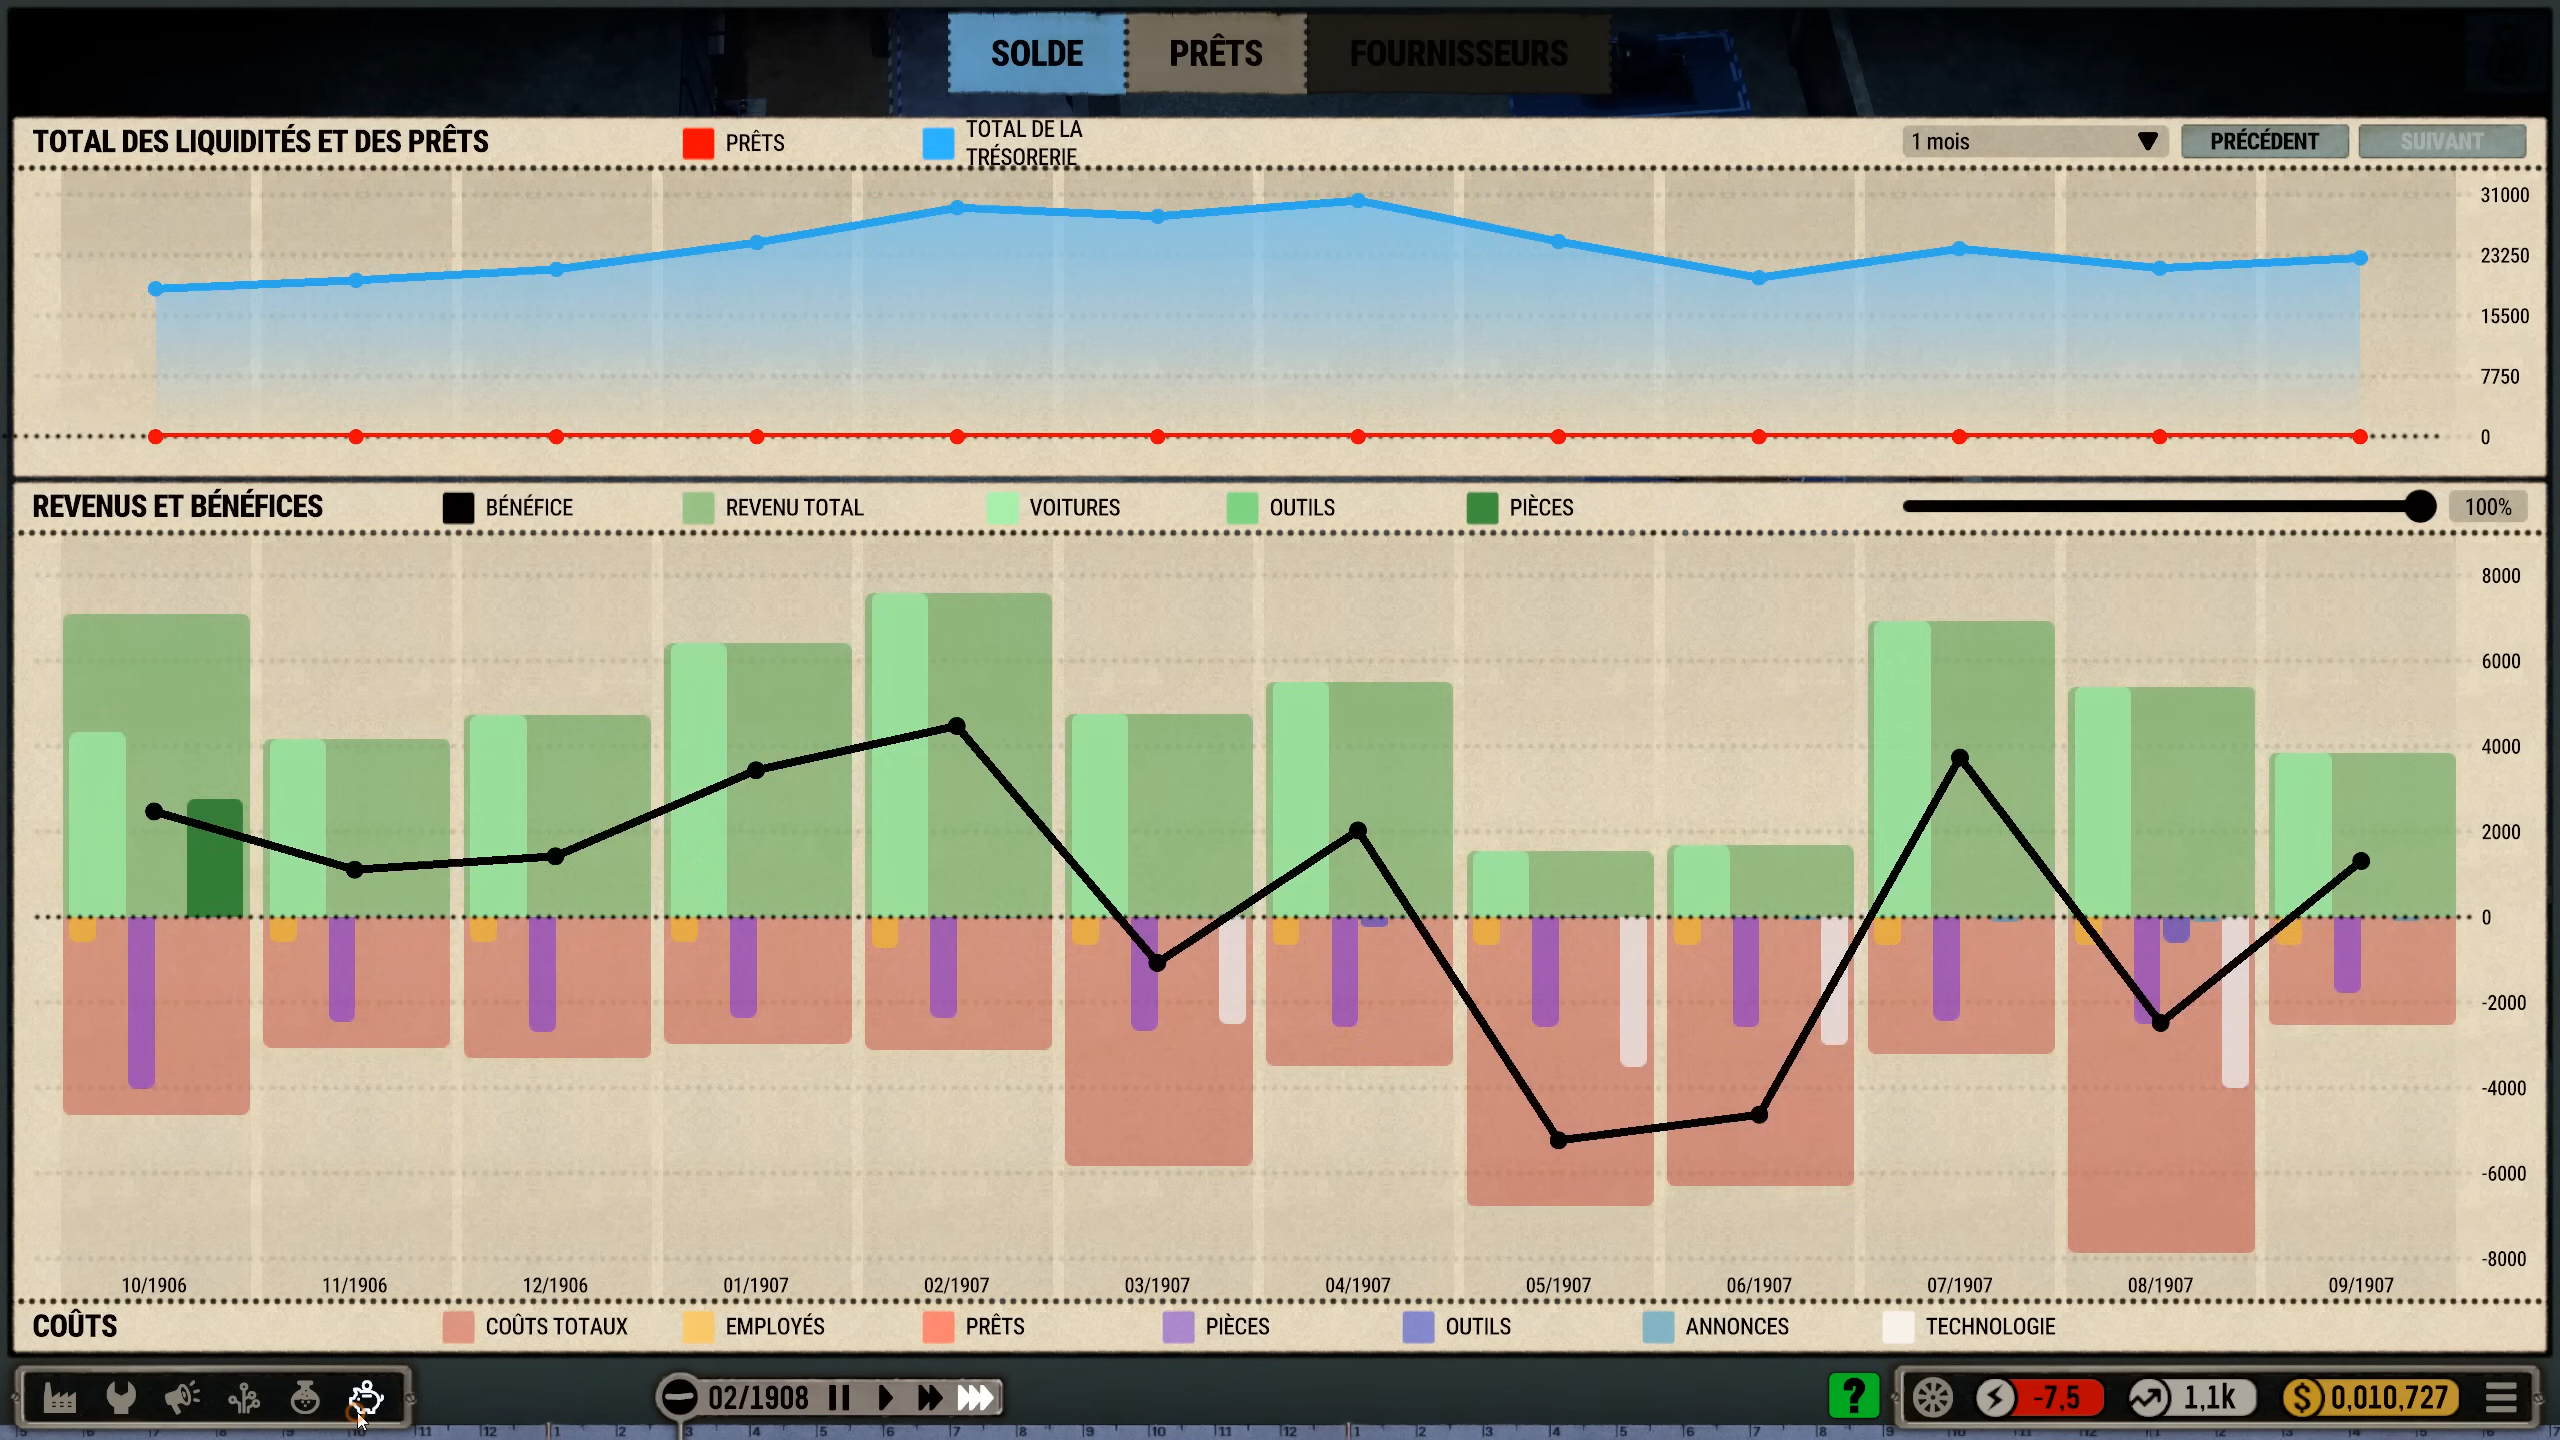 SOLDE PRÊTS FOURNISSEURS
TOTAL DES LIQUIDITÉS ET DES PRÊTS
PRÊTS
TOTAL DE LA
TRÉSORERIE
1 mois
PRÉCÉDENT
SUIVANT
31000
23250
15500
7750
0
REVENUS ET BÉNÉFICES
BÉNÉFICE
REVENU TOTAL
VOITURES
OUTILS
PIÈCES
100%
8000
6000
4000
2000
0
-2000
-4000
-6000
-8000
10/1906 11/1906 12/1906 01/1907 02/1907 03/1907 04/1907 05/1907 06/1907 07/1907 08/1907 09/1907
COÛTS
COÛTS TOTAUX
EMPLOYÉS
PRÊTS
PIÈCES
OUTILS
ANNONCES
TECHNOLOGIE
02/1908
?
-7,5
1,1k
$ 0,010,727